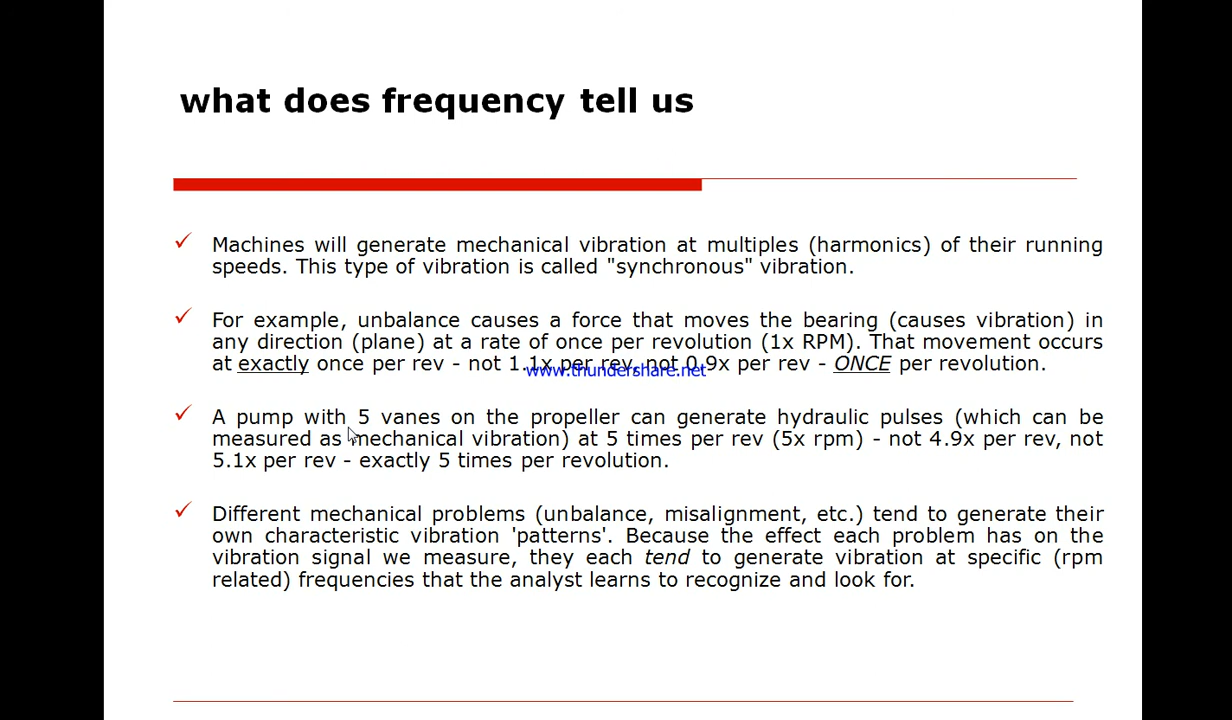 what does frequency tell us
Machines will generate mechanical vibration at multiples (harmonics) of their running
speeds. This type of vibration is called "synchronous" vibration.
For example, unbalance causes a force that moves the bearing (causes vibration) in
any direction (plane) at a rate of once per revolution (1x RPM). That movement occurs
at exactly once per rev - not 1.1x per rev, not 0.9x per rev - ONCE per revolution.
www.thundershare.net
A pump with 5 vanes on the propeller can generate hydraulic pulses (which can be
measured as mechanical vibration) at 5 times per rev (5x rpm) - not 4.9x per rev, not
5.1x per rev - exactly 5 times per revolution.
Different mechanical problems (unbalance, misalignment, etc.) tend to generate their
own characteristic vibration 'patterns'. Because the effect each problem has on the
vibration signal we measure, they each tend to generate vibration at specific (rpm
related) frequencies that the analyst learns to recognize and look for.